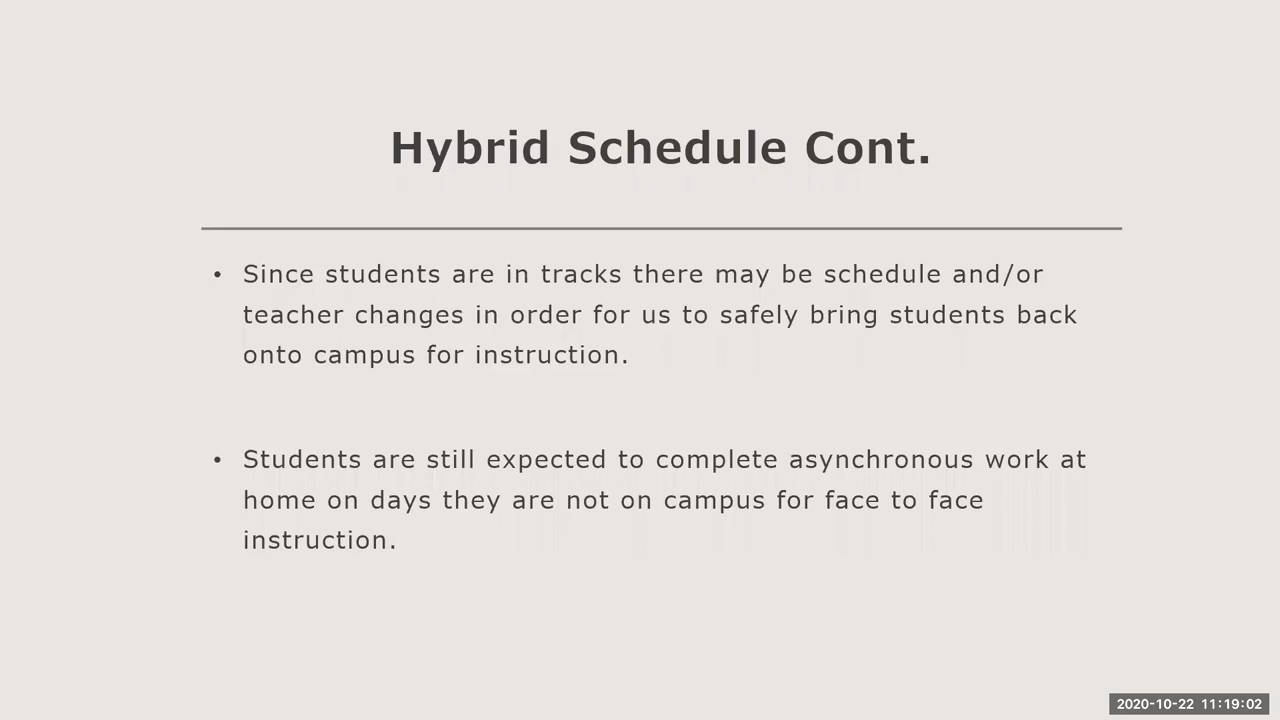 Hybrid Schedule Cont.
• Since students are in tracks there may be schedule and/or
teacher changes in order for us to safely bring students back
onto campus for instruction.
• Students are still expected to complete asynchronous work at
home on days they are not on campus for face to face
instruction.
2020-10-22 11:19:02